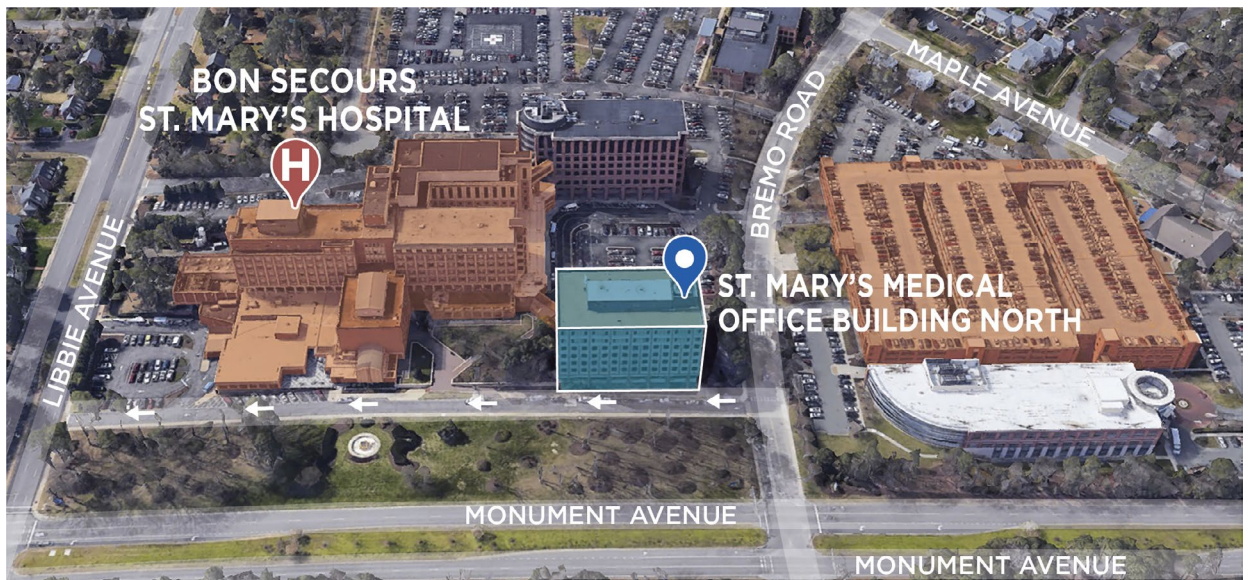 BON SECOURS
ST. MARY'S HOSPITAL
H
MAPLE AVENUE
BREMO ROAD
LIBBIE AVENUE
ST. MARY'S MEDICAL
OFFICE BUILDING NORTH
MONUMENT AVENUE
MONUMENT AVENUE